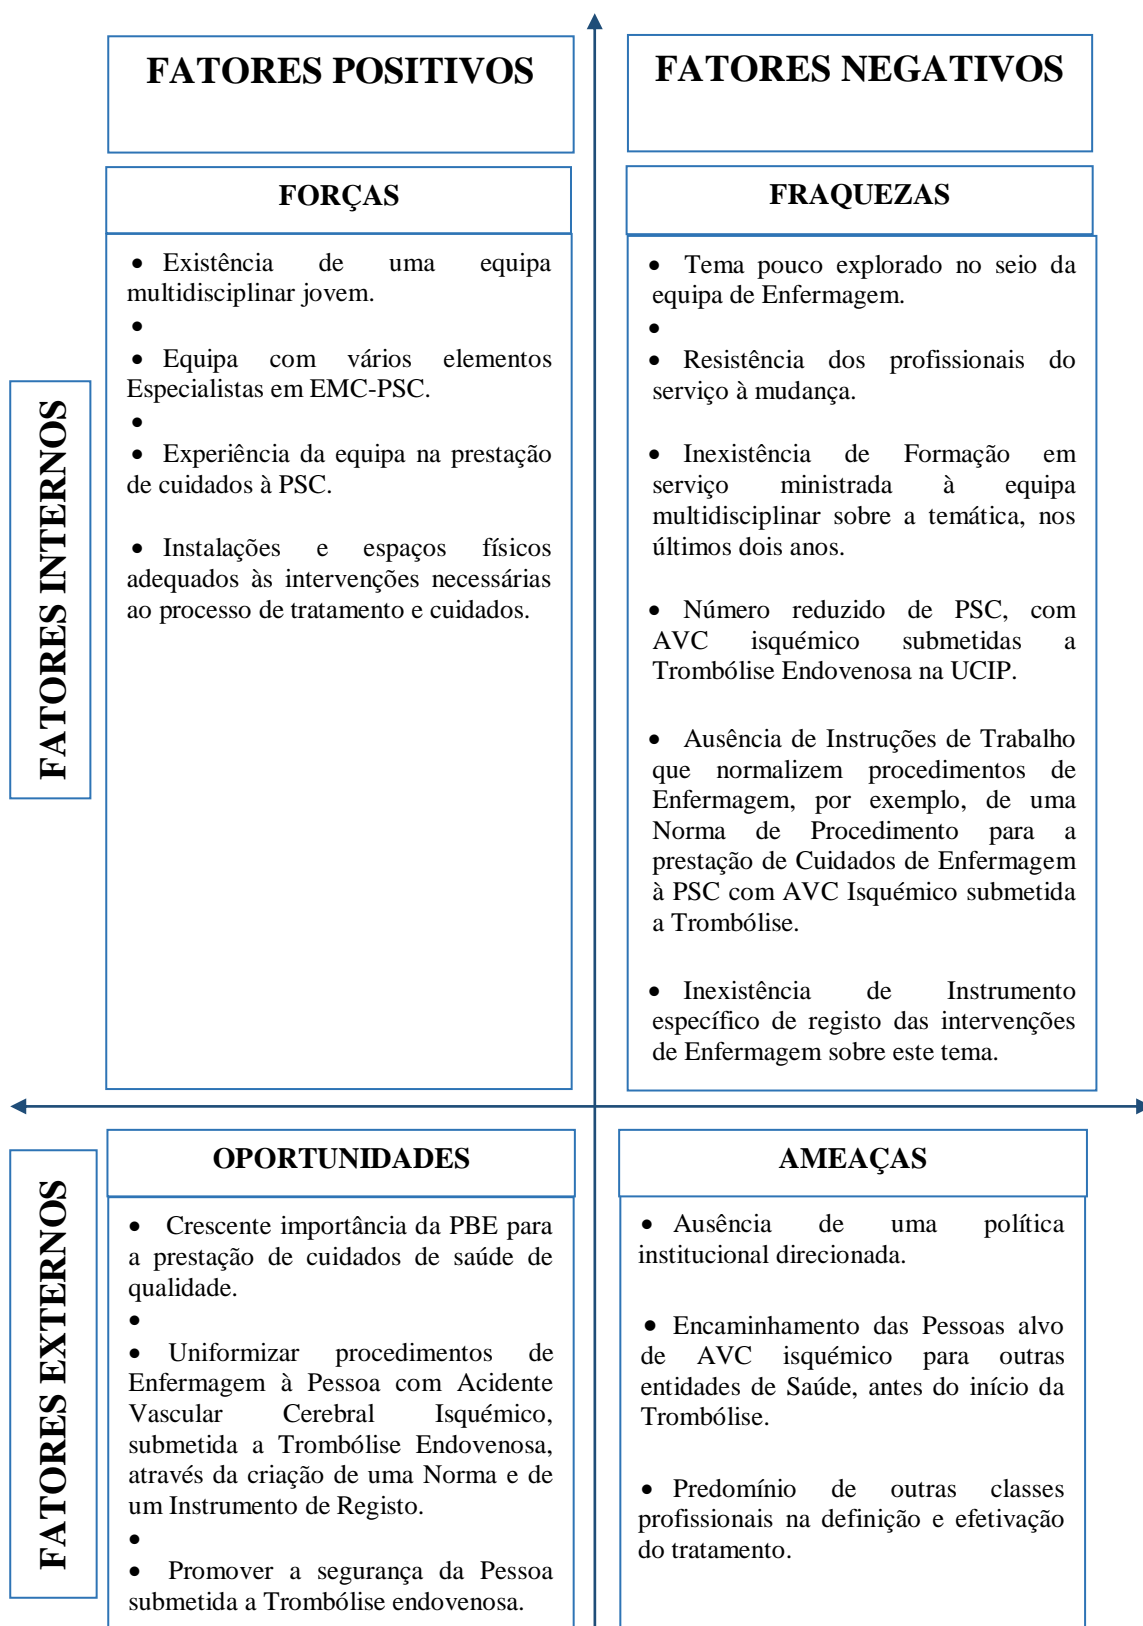 FATORES POSITIVOS
FATORES NEGATIVOS
FATORES INTERNOS
FORÇAS
• Existência de uma equipa
multidisciplinar jovem.
•
• Equipa com vários elementos
Especialistas em EMC-PSC.
•
• Experiência da equipa na prestação
de cuidados à PSC.
• Instalações e espaços físicos
adequados às intervenções necessárias
ao processo de tratamento e cuidados.
FRAQUEZAS
• Tema pouco explorado no seio da
equipa de Enfermagem.
•
• Resistência dos profissionais do
serviço à mudança.
• Inexistência de Formação em
serviço ministrada à equipa
multidisciplinar sobre a temática, nos
últimos dois anos.
• Número reduzido de PSC, com
AVC isquémico submetidas a
Trombólise Endovenosa na UCIP.
• Ausência de Instruções de Trabalho
que normalizem procedimentos de
Enfermagem, por exemplo, de uma
Norma de Procedimento para a
prestação de Cuidados de Enfermagem
à PSC com AVC Isquémico submetida
a Trombólise.
• Inexistência de Instrumento
específico de registo das intervenções
de Enfermagem sobre este tema.
FATORES EXTERNOS
OPORTUNIDADES
• Crescente importância da PBE para
a prestação de cuidados de saúde de
qualidade.
•
• Uniformizar procedimentos de
Enfermagem à Pessoa com Acidente
Vascular Cerebral Isquémico,
submetida a Trombólise Endovenosa,
através da criação de uma Norma e de
um Instrumento de Registo.
•
• Promover a segurança da Pessoa
submetida a Trombólise endovenosa.
AMEAÇAS
• Ausência de uma política
institucional direcionada.
• Encaminhamento das Pessoas alvo
de AVC isquémico para outras
entidades de Saúde, antes do início da
Trombólise.
• Predomínio de outras classes
profissionais na definição e efetivação
do tratamento.